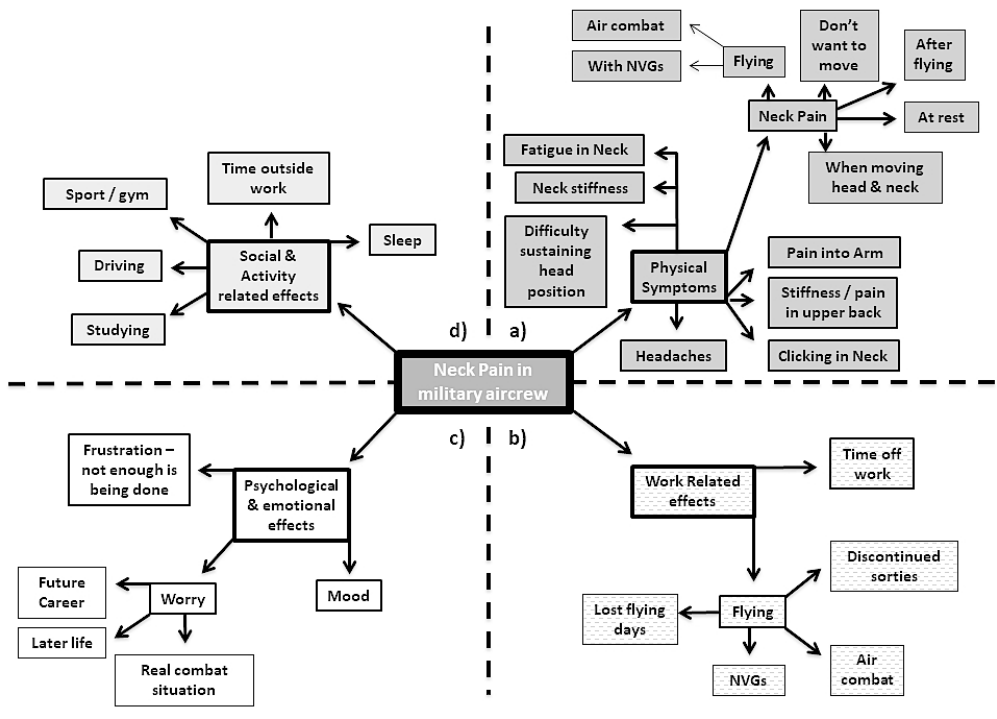 Air combat
With NVGs
Flying
Don't
want to
move
After
flying
Neck Pain
At rest
When moving
head & neck
Fatigue in Neck
Neck stiffness
Difficulty
sustaining
head
position
Physical
Symptoms
Pain into Arm
Stiffness / pain
in upper back
Clicking in Neck
Headaches
Time outside
work
Sport / gym
Sleep
Driving
Social &
Activity
related effects
Studying
d)
a)
Neck Pain in
military aircrew
c)
b)
Frustration –
not enough is
being done
Psychological
& emotional
effects
Mood
Future
Career
Worry
Later life
Real combat
situation
Work Related
effects
Time off
work
Discontinued
sorties
Lost flying
days
Flying
NVGs
Air
combat